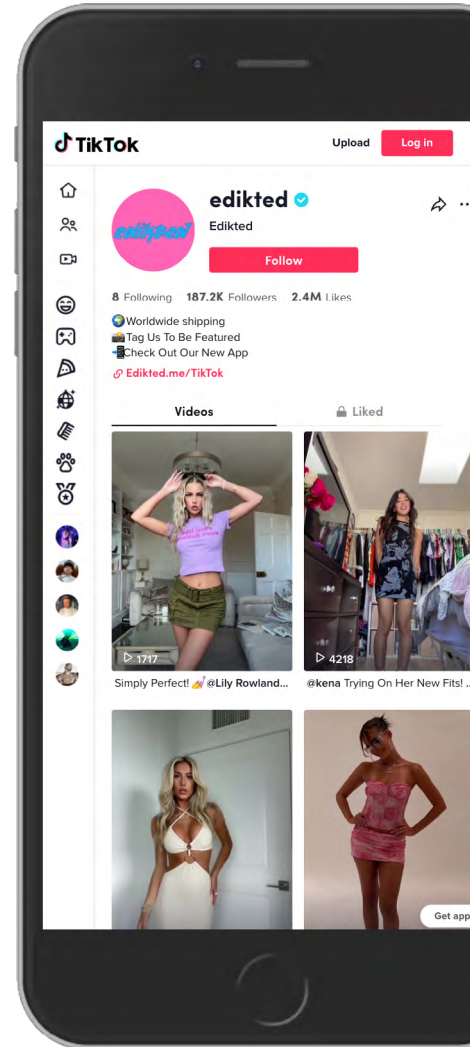 TikTok
Upload
Log in
edikted
Edikted
edikted
Follow
8 Following 187.2K Followers 2.4M Likes
🌍Worldwide shipping
📸Tag Us To Be Featured
📲Check Out Our New App
Edikted.me/TikTok
Videos
Liked
1717
4218
Simply Perfect! 💅 @Lily Rowland...
@kena Trying On Her New Fits! ..
Get app